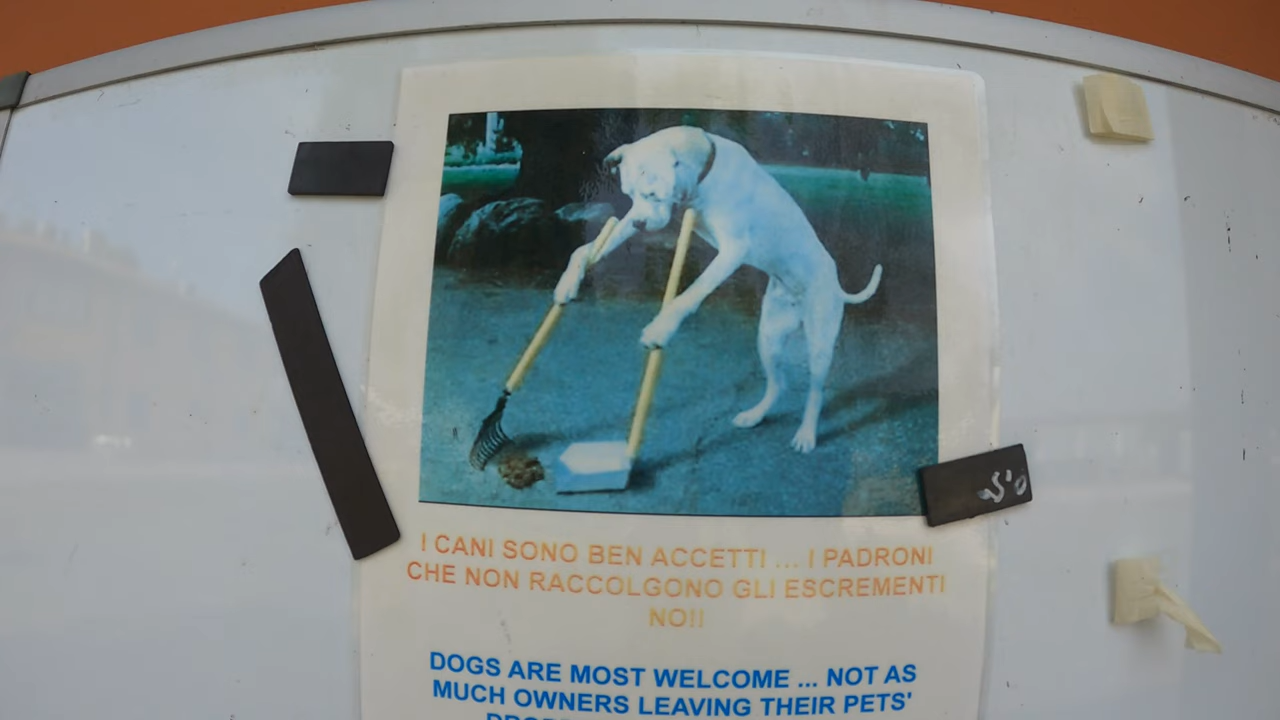 I CANI SONO BEN ACCETTI ... I PADRONI
CHE NON RACCOLGONO GLI ESCREMENTI
NO!!
DOGS ARE MOST WELCOME ... NOT AS
MUCH OWNERS LEAVING THEIR PETS'